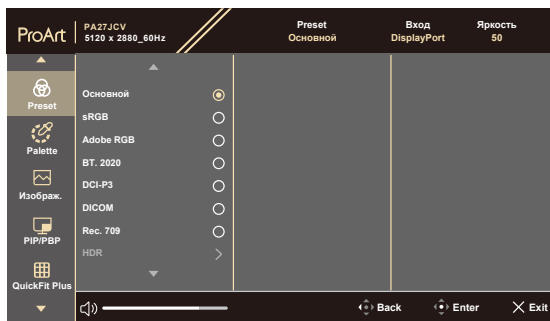 ProArt
PA27JCV
5120 x 2880_60Hz
Preset
Основной
Вход
DisplayPort
Яркость
50
Preset
Palette
Изображ.
PIP/PBP
QuickFit Plus
Основной
sRGB
Adobe RGB
BT. 2020
DCI-P3
DICOM
Rec. 709
HDR
Back
Enter
Exit